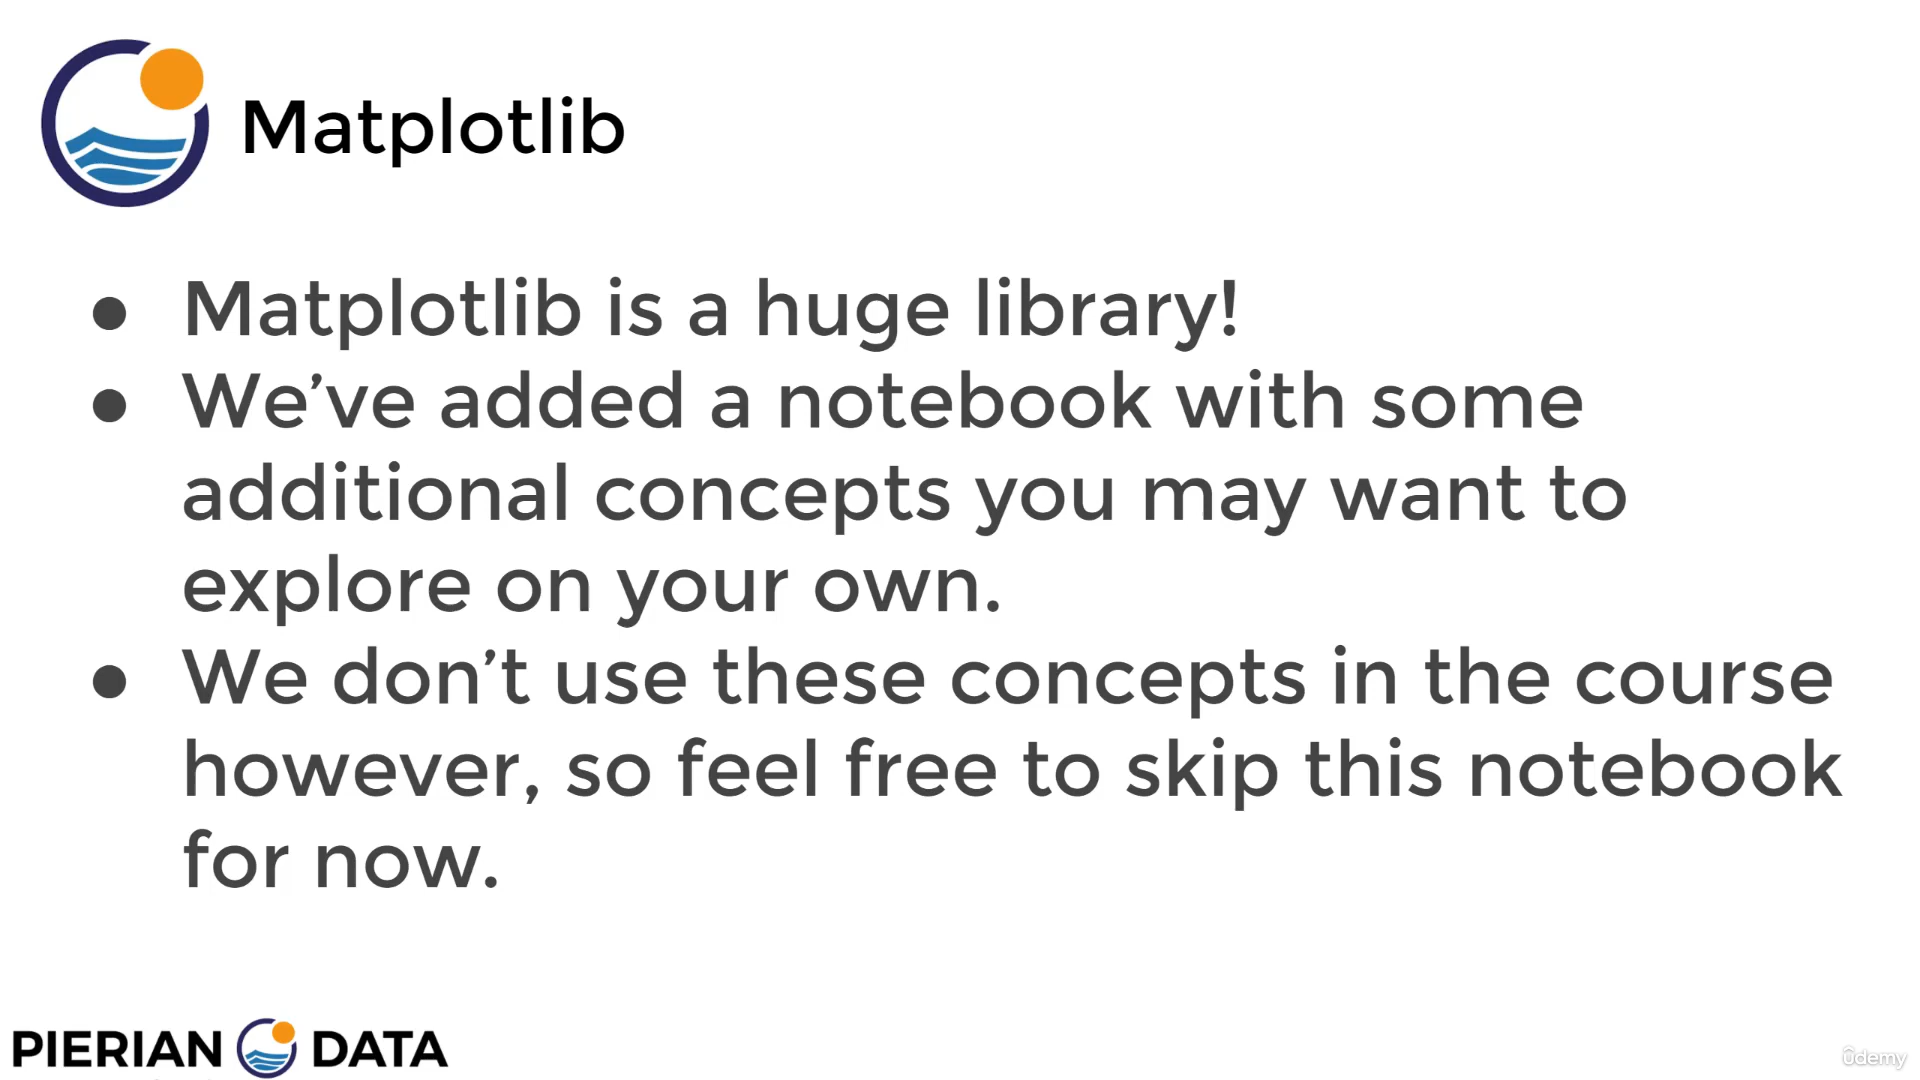 Matplotlib
● Matplotlib is a huge library!
● We’ve added a notebook with some
additional concepts you may want to
explore on your own.
● We don’t use these concepts in the course
however, so feel free to skip this notebook
for now.
PIERIAN DATA
ûdemy